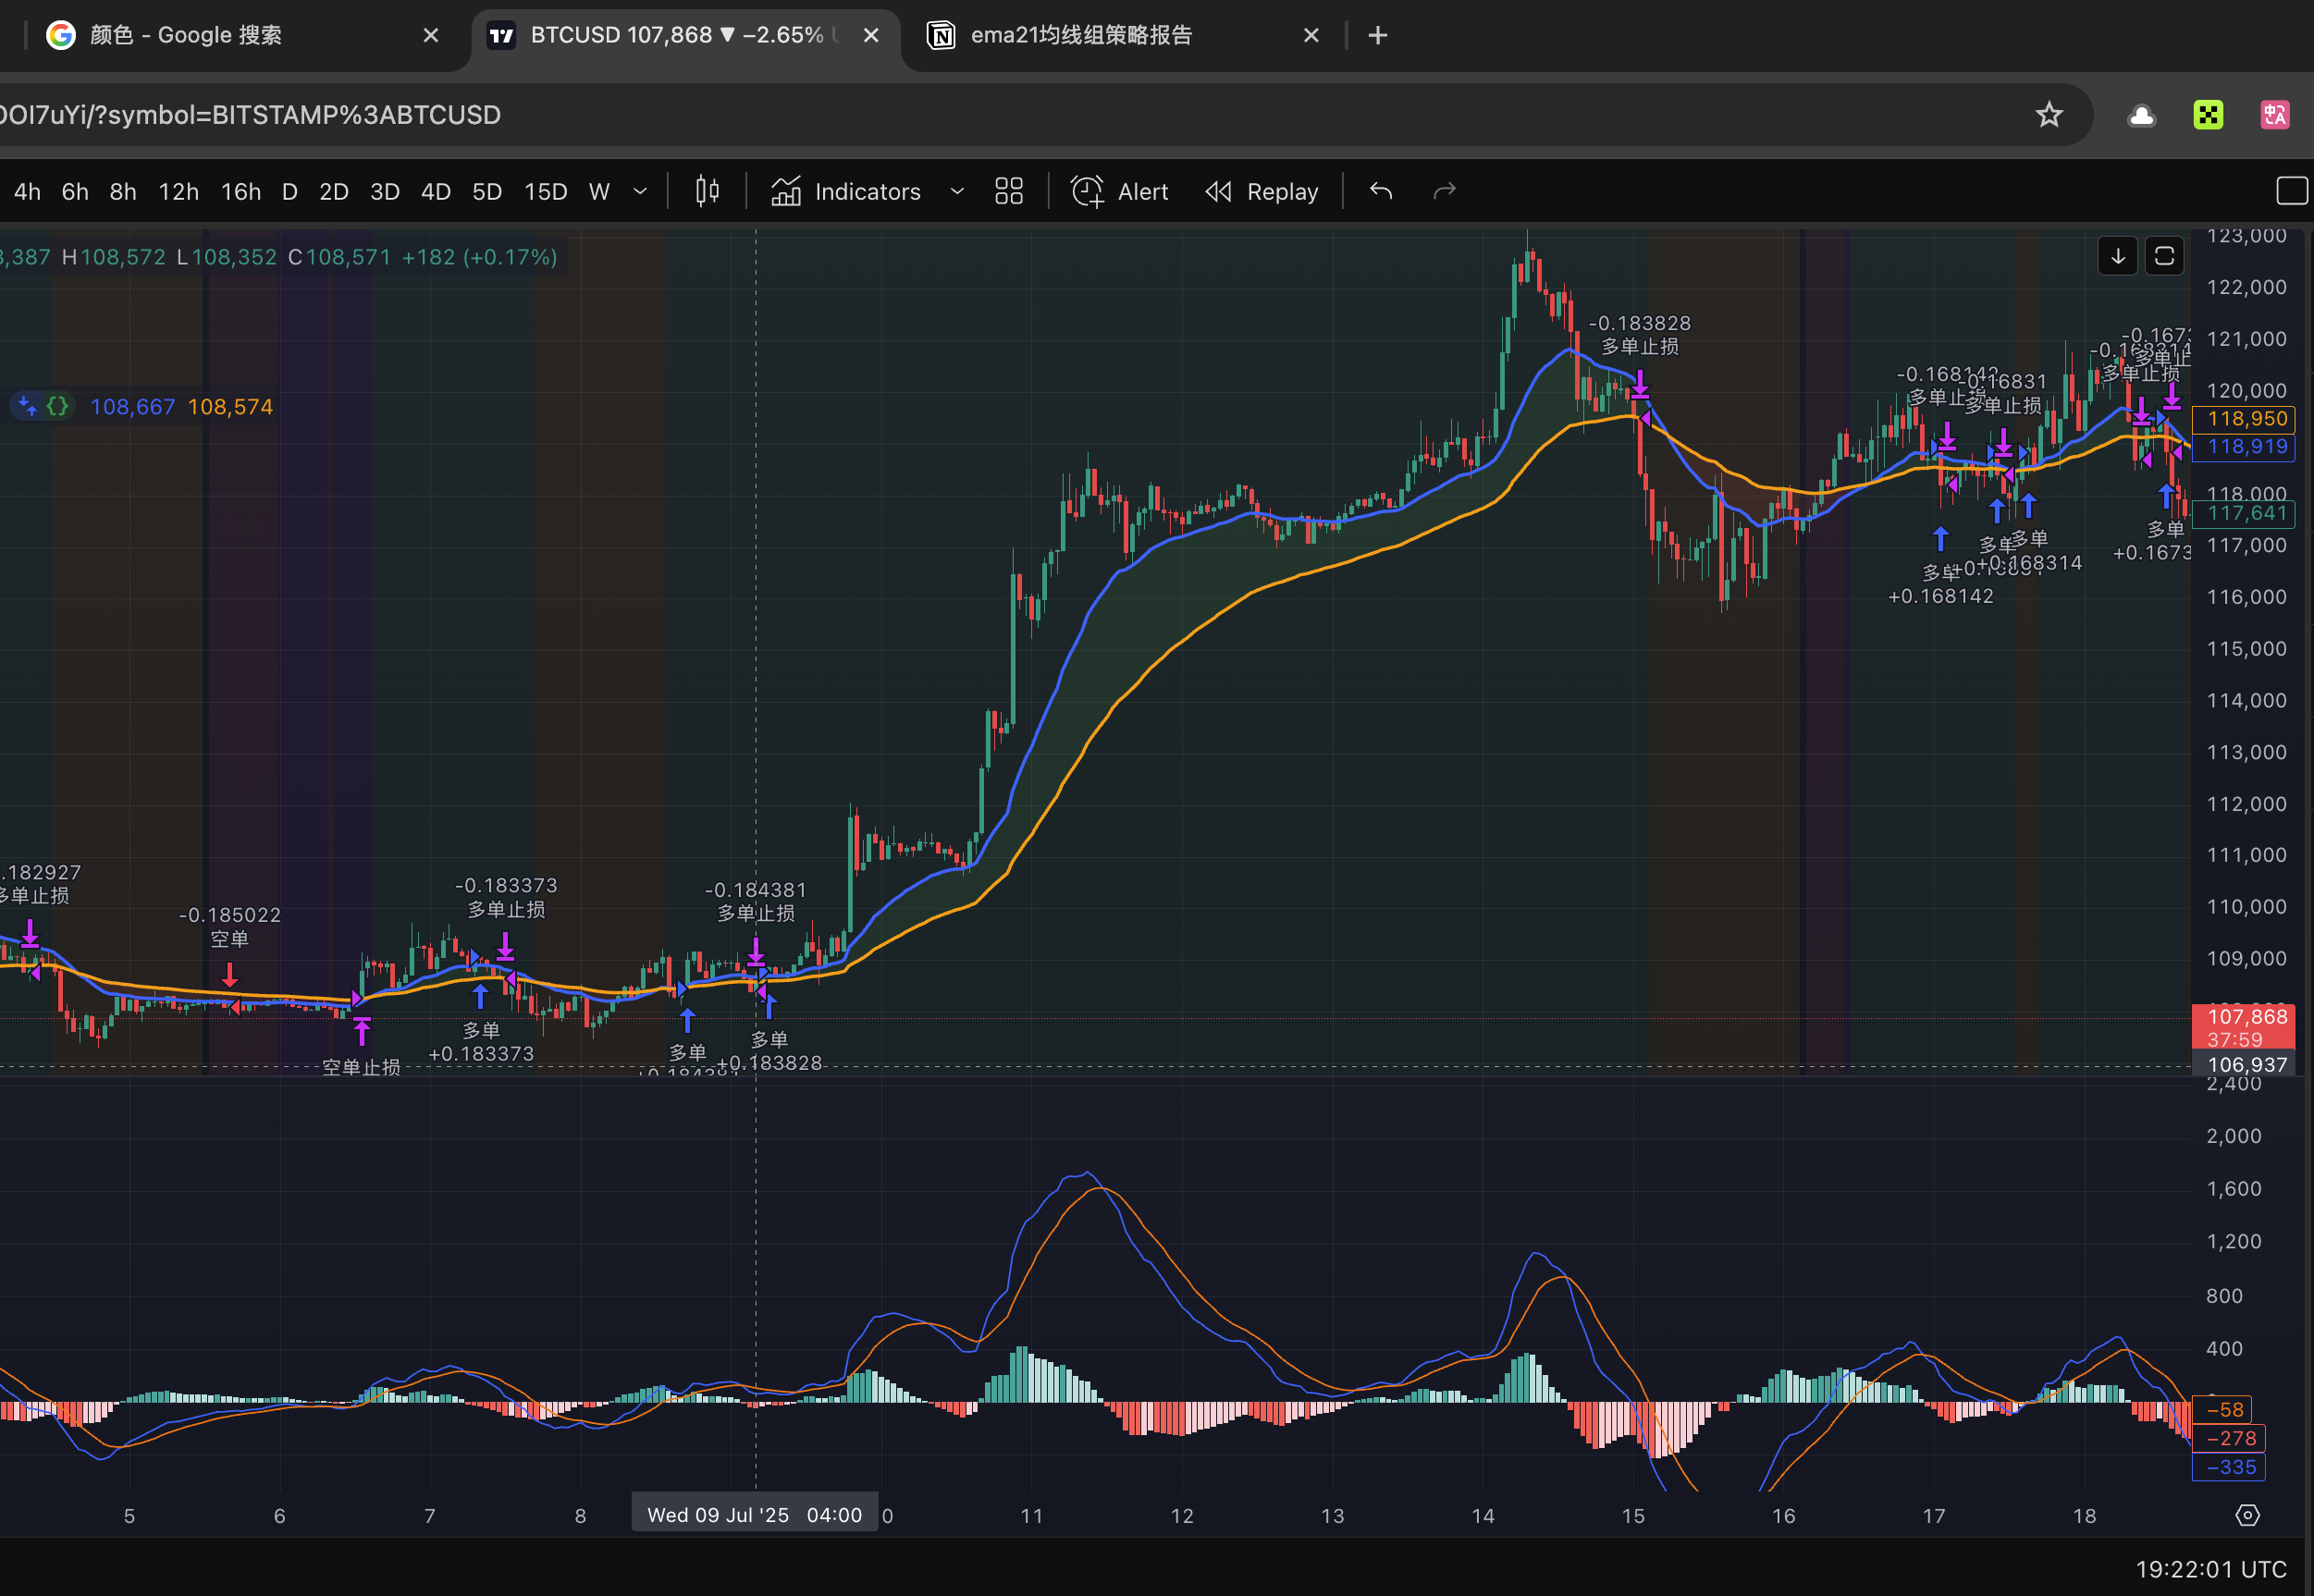 颜色 - Google 搜索
BTCUSD 107,868 ▼ −2.65%
ema21均线组策略报告
OOI7uYi/?symbol=BITSTAMP%3ABTCUSD
4h 6h 8h 12h 16h D 2D 3D 4D 5D 15D W
Indicators
Alert
Replay
,387 H108,572 L108,352 C108,571 +182 (+0.17%)
108,667 108,574
123,000
122,000
121,000
120,000
118,950
118,919
118,000
117,641
117,000
116,000
115,000
114,000
113,000
112,000
111,000
110,000
109,000
107,868
37:59
106,937
.182927
多单止损
-0.185022
空单
空单止损
-0.183373
多单止损
多单
+0.183373
-0.184381
多单止损
多单
多单
+0.183828
-0.183828
多单止损
-0.168142
多单止损
-0.16831
多单止损
多单
+0.168142
多单
多单
+0.168314
-0.1673
多单止
-0.168314
多单止损
多单
+0.1673
2,400
2,000
1,600
1,200
800
400
−58
−278
−335
5
6
7
8
Wed 09 Jul '25 04:00
0
11
12
13
14
15
16
17
18
19:22:01 UTC